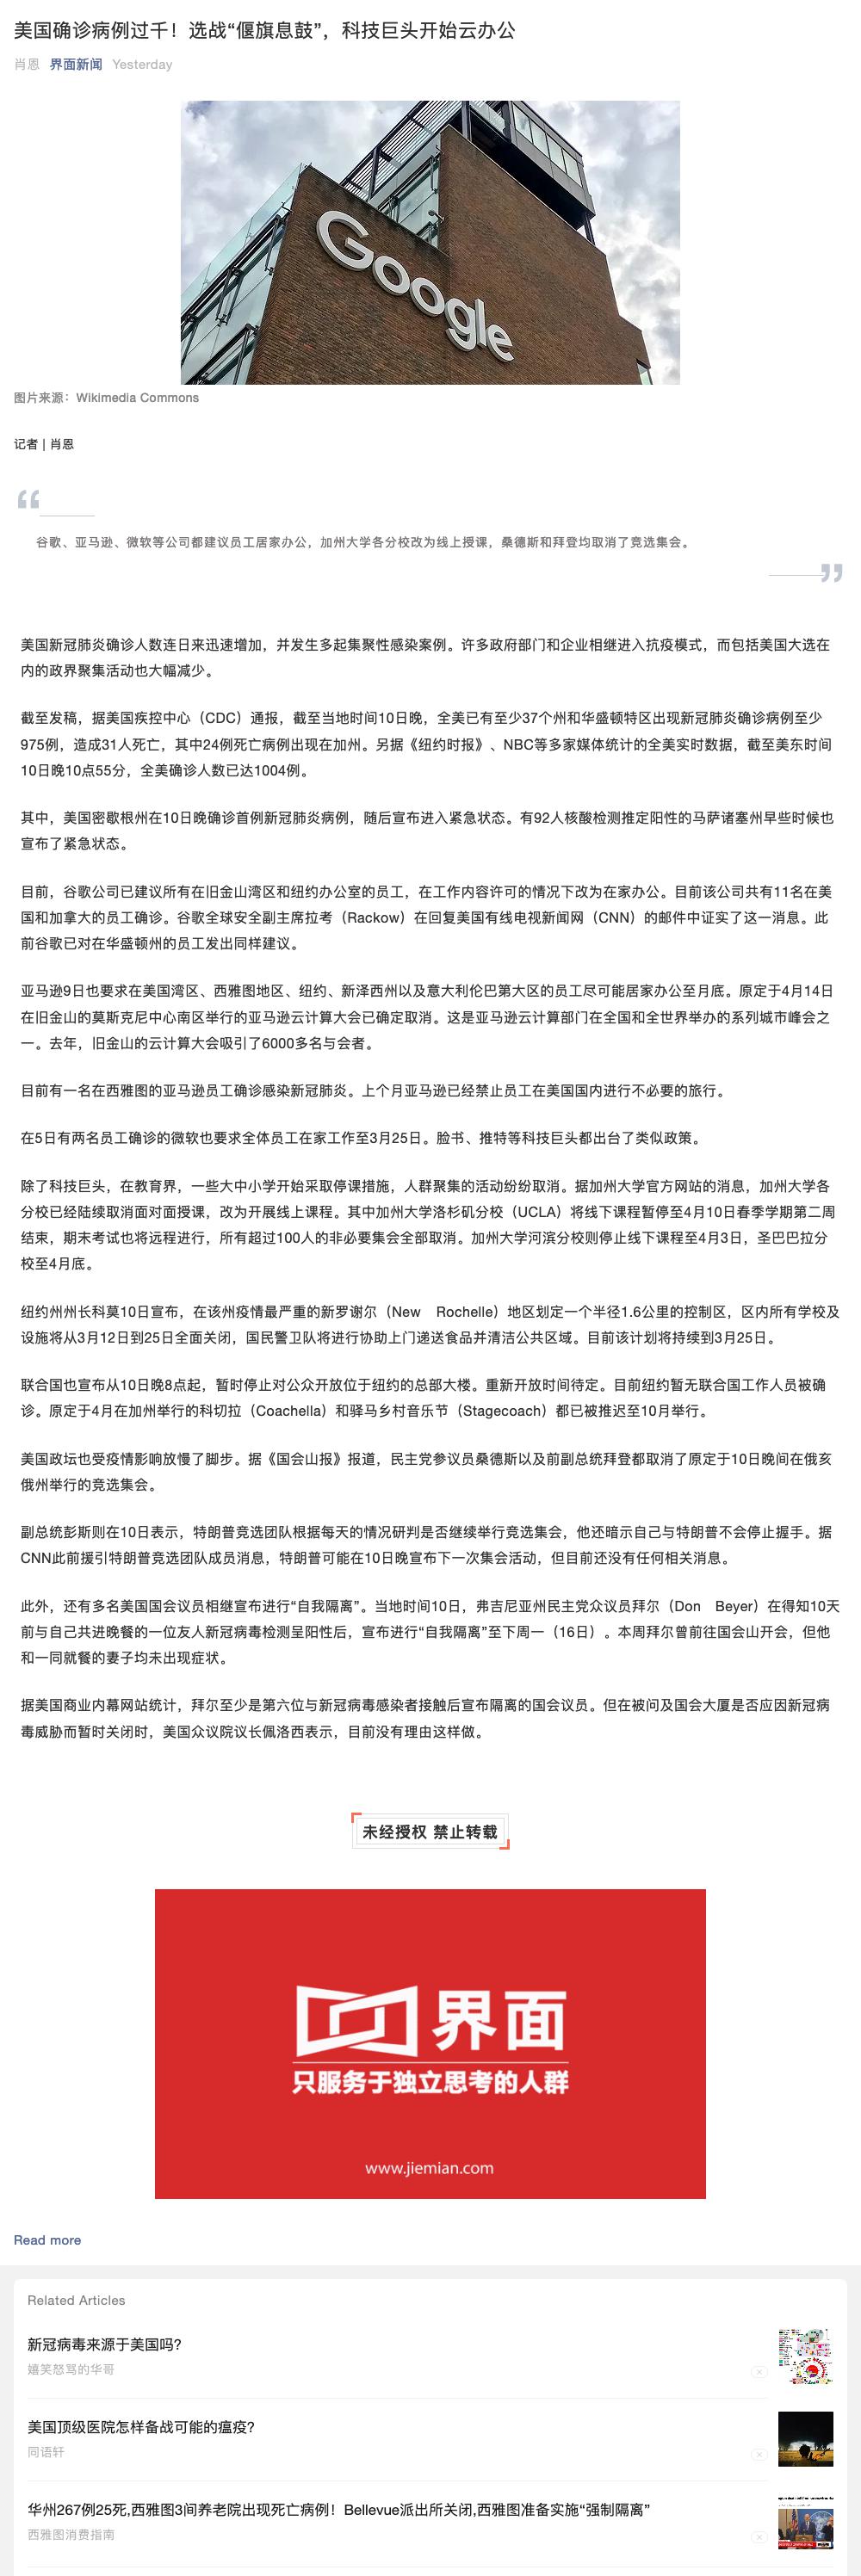 美国确诊病例过千！选战“偃旗息鼓”，科技巨头开始云办公
肖恩 界面新闻 Yesterday
Google
图片来源：Wikimedia Commons
记者 | 肖恩
谷歌、亚马逊、微软等公司都建议员工居家办公，加州大学各分校改为线上授课，桑德斯和拜登均取消了竞选集会。
美国新冠肺炎确诊人数连日来迅速增加，并发生多起集聚性感染案例。许多政府部门和企业相继进入抗疫模式，而包括美国大选在
内的政界聚集活动也大幅减少。
截至发稿，据美国疾控中心（CDC）通报，截至当地时间10日晚，全美已有至少37个州和华盛顿特区出现新冠肺炎确诊病例至少
975例，造成31人死亡，其中24例死亡病例出现在加州。另据《纽约时报》、NBC等多家媒体统计的全美实时数据，截至美东时间
10日晚10点55分，全美确诊人数已达1004例。
其中，美国密歇根州在10日晚确诊首例新冠肺炎病例，随后宣布进入紧急状态。有92人核酸检测推定阳性的马萨诸塞州早些时候也
宣布了紧急状态。
目前，谷歌公司已建议所有在旧金山湾区和纽约办公室的员工，在工作内容许可的情况下改为在家办公。目前该公司共有11名在美
国和加拿大的员工确诊。谷歌全球安全副主席拉考（Rackow）在回复美国有线电视新闻网（CNN）的邮件中证实了这一消息。此
前谷歌已对在华盛顿州的员工发出同样建议。
亚马逊9日也要求在美国湾区、西雅图地区、纽约、新泽西州以及意大利伦巴第大区的员工尽可能居家办公至月底。原定于4月14日
在旧金山的莫斯克尼中心南区举行的亚马逊云计算大会已确定取消。这是亚马逊云计算部门在全国和全世界举办的系列城市峰会之
一。去年，旧金山的云计算大会吸引了6000多名与会者。
目前有一名在西雅图的亚马逊员工确诊感染新冠肺炎。上个月亚马逊已经禁止员工在美国国内进行不必要的旅行。
在5日有两名员工确诊的微软也要求全体员工在家工作至3月25日。脸书、推特等科技巨头都出台了类似政策。
除了科技巨头，在教育界，一些大中小学开始采取停课措施，人群聚集的活动纷纷取消。据加州大学官方网站的消息，加州大学各
分校已经陆续取消面对面授课，改为开展线上课程。其中加州大学洛杉矶分校（UCLA）将线下课程暂停至4月10日春季学期第二周
结束，期末考试也将远程进行，所有超过100人的非必要集会全部取消。加州大学河滨分校则停止线下课程至4月3日，圣巴巴拉分
校至4月底。
纽约州州长科莫10日宣布，在该州疫情最严重的新罗谢尔（New Rochelle）地区划定一个半径1.6公里的控制区，区内所有学校及
设施将从3月12日到25日全面关闭，国民警卫队将进行协助上门递送食品并清洁公共区域。目前该计划将持续到3月25日。
联合国也宣布从10日晚8点起，暂时停止对公众开放位于纽约的总部大楼。重新开放时间待定。目前纽约暂无联合国工作人员被确
诊。原定于4月在加州举行的科切拉（Coachella）和驿马乡村音乐节（Stagecoach）都已被推迟至10月举行。
美国政坛也受疫情影响放慢了脚步。据《国会山报》报道，民主党参议员桑德斯以及前副总统拜登都取消了原定于10日晚间在俄亥
俄州举行的竞选集会。
副总统彭斯则在10日表示，特朗普竞选团队根据每天的情况研判是否继续举行竞选集会，他还暗示自己与特朗普不会停止握手。据
CNN此前援引特朗普竞选团队成员消息，特朗普可能在10日晚宣布下一次集会活动，但目前还没有任何相关消息。
此外，还有多名美国国会议员相继宣布进行“自我隔离”。当地时间10日，弗吉尼亚州民主党众议员拜尔（Don Beyer）在得知10天
前与自己共进晚餐的一位友人新冠病毒检测呈阳性后，宣布进行“自我隔离”至下周一（16日）。本周拜尔曾前往国会山开会，但他
和一同就餐的妻子均未出现症状。
据美国商业内幕网站统计，拜尔至少是第六位与新冠病毒感染者接触后宣布隔离的国会议员。但在被问及国会大厦是否应因新冠病
毒威胁而暂时关闭时，美国众议院议长佩洛西表示，目前没有理由这样做。
未经授权 禁止转载
界面
只服务于独立思考的人群
www.jiemian.com
Read more
Related Articles
新冠病毒来源于美国吗?
嬉笑怒骂的华哥
美国顶级医院怎样备战可能的瘟疫?
同语轩
华州267例25死,西雅图3间养老院出现死亡病例！Bellevue派出所关闭,西雅图准备实施“强制隔离”
西雅图消费指南